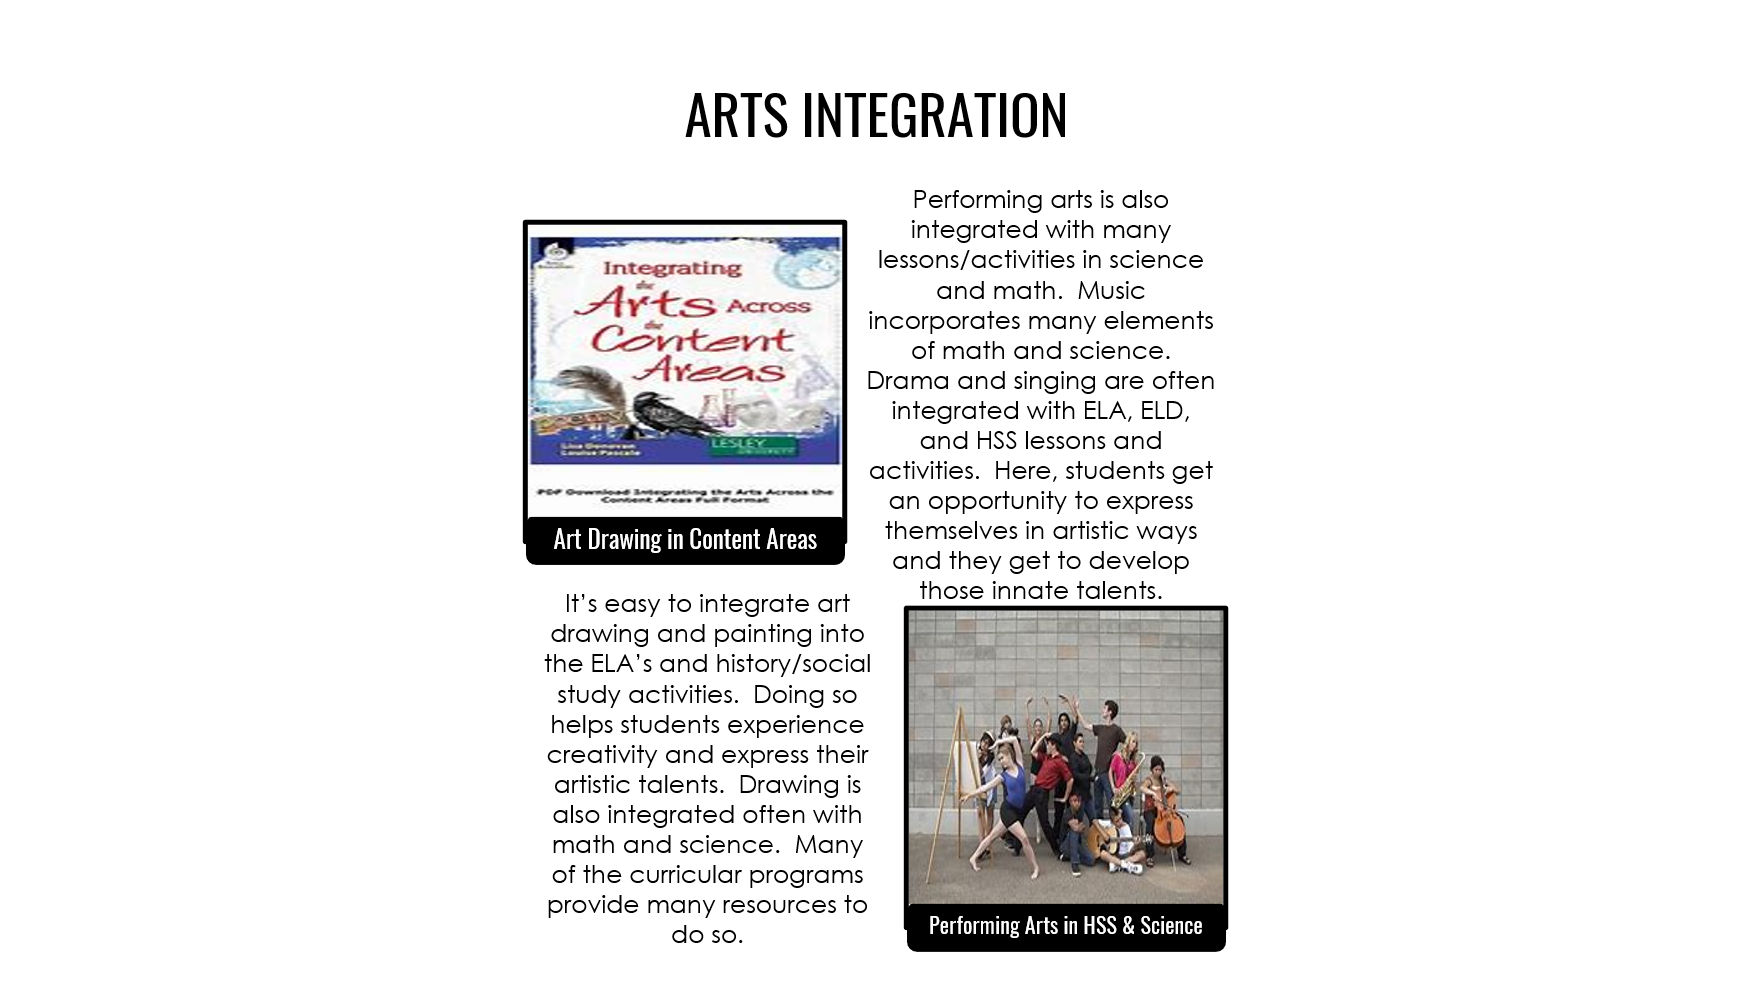 ARTS INTEGRATION
Integrating
the
Arts Across
the
Content
Areas
Poetry
Lisa Donovan
Louise Pascale
LESLEY
UNIVERSITY
PDF Download Integrating the Arts Across the
Content Areas Full Format
Art Drawing in Content Areas
It’s easy to integrate art
drawing and painting into
the ELA’s and history/social
study activities.  Doing so
helps students experience
creativity and express their
artistic talents.  Drawing is
also integrated often with
math and science.  Many
of the curricular programs
provide many resources to
do so.
Performing arts is also
integrated with many
lessons/activities in science
and math.  Music
incorporates many elements
of math and science.
Drama and singing are often
integrated with ELA, ELD,
and HSS lessons and
activities.  Here, students get
an opportunity to express
themselves in artistic ways
and they get to develop
those innate talents.
Performing Arts in HSS & Science